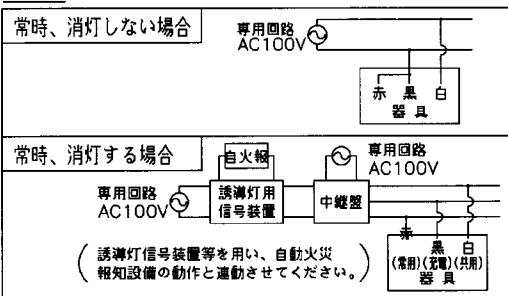 常時、消灯しない場合
専用回路
AC100V
赤 黒 白
器具
常時、消灯する場合
自火報
専用回路
AC100V
専用回路
AC100V
誘導灯用
信号装置
中継盤
(誘導灯信号装置等を用い、自動火災
報知設備の動作と連動させてください。)
赤 黒 白
(常用)(充電)(共用)
器具